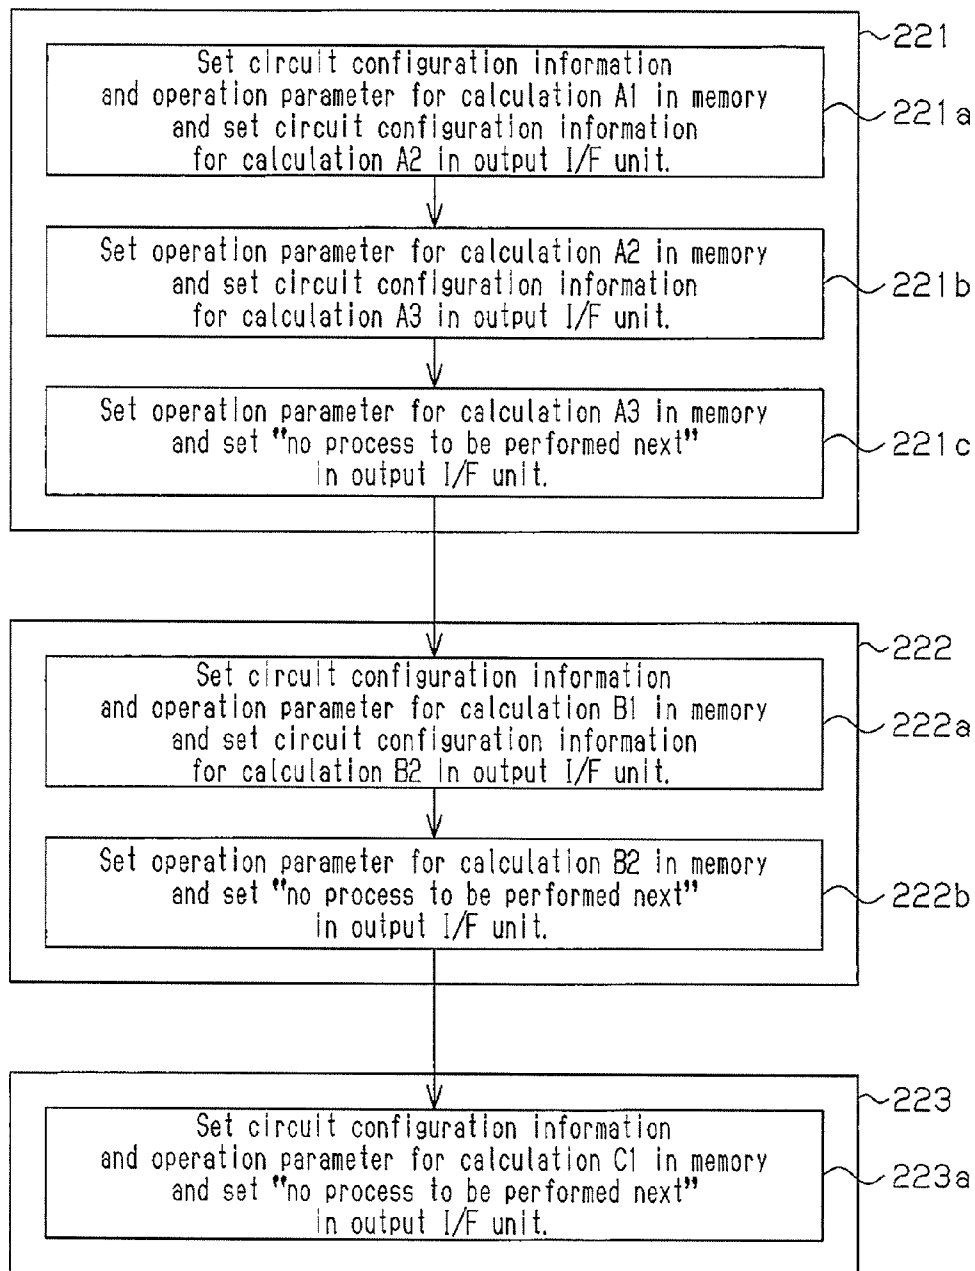 221
Set circuit configuration information
and operation parameter for calculation A1 in memory
and set circuit configuration information
for calculation A2 in output I/F unit.
221a
Set operation parameter for calculation A2 in memory
and set circuit configuration information
for calculation A3 in output I/F unit.
221b
Set operation parameter for calculation A3 in memory
and set "no process to be performed next"
in output I/F unit.
221c
222
Set circuit configuration information
and operation parameter for calculation B1 in memory
and set circuit configuration information
for calculation B2 in output I/F unit.
222a
Set operation parameter for calculation B2 in memory
and set "no process to be performed next"
in output I/F unit.
222b
223
Set circuit configuration information
and operation parameter for calculation C1 in memory
and set "no process to be performed next"
in output I/F unit.
223a